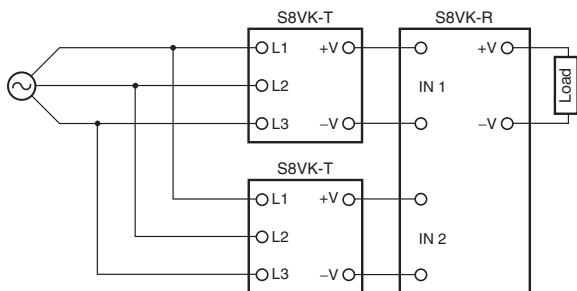 S8VK-T
S8VK-R
L1
+V
+V
L2
IN 1
Load
L3
−V
−V
S8VK-T
L1
+V
L2
IN 2
L3
−V